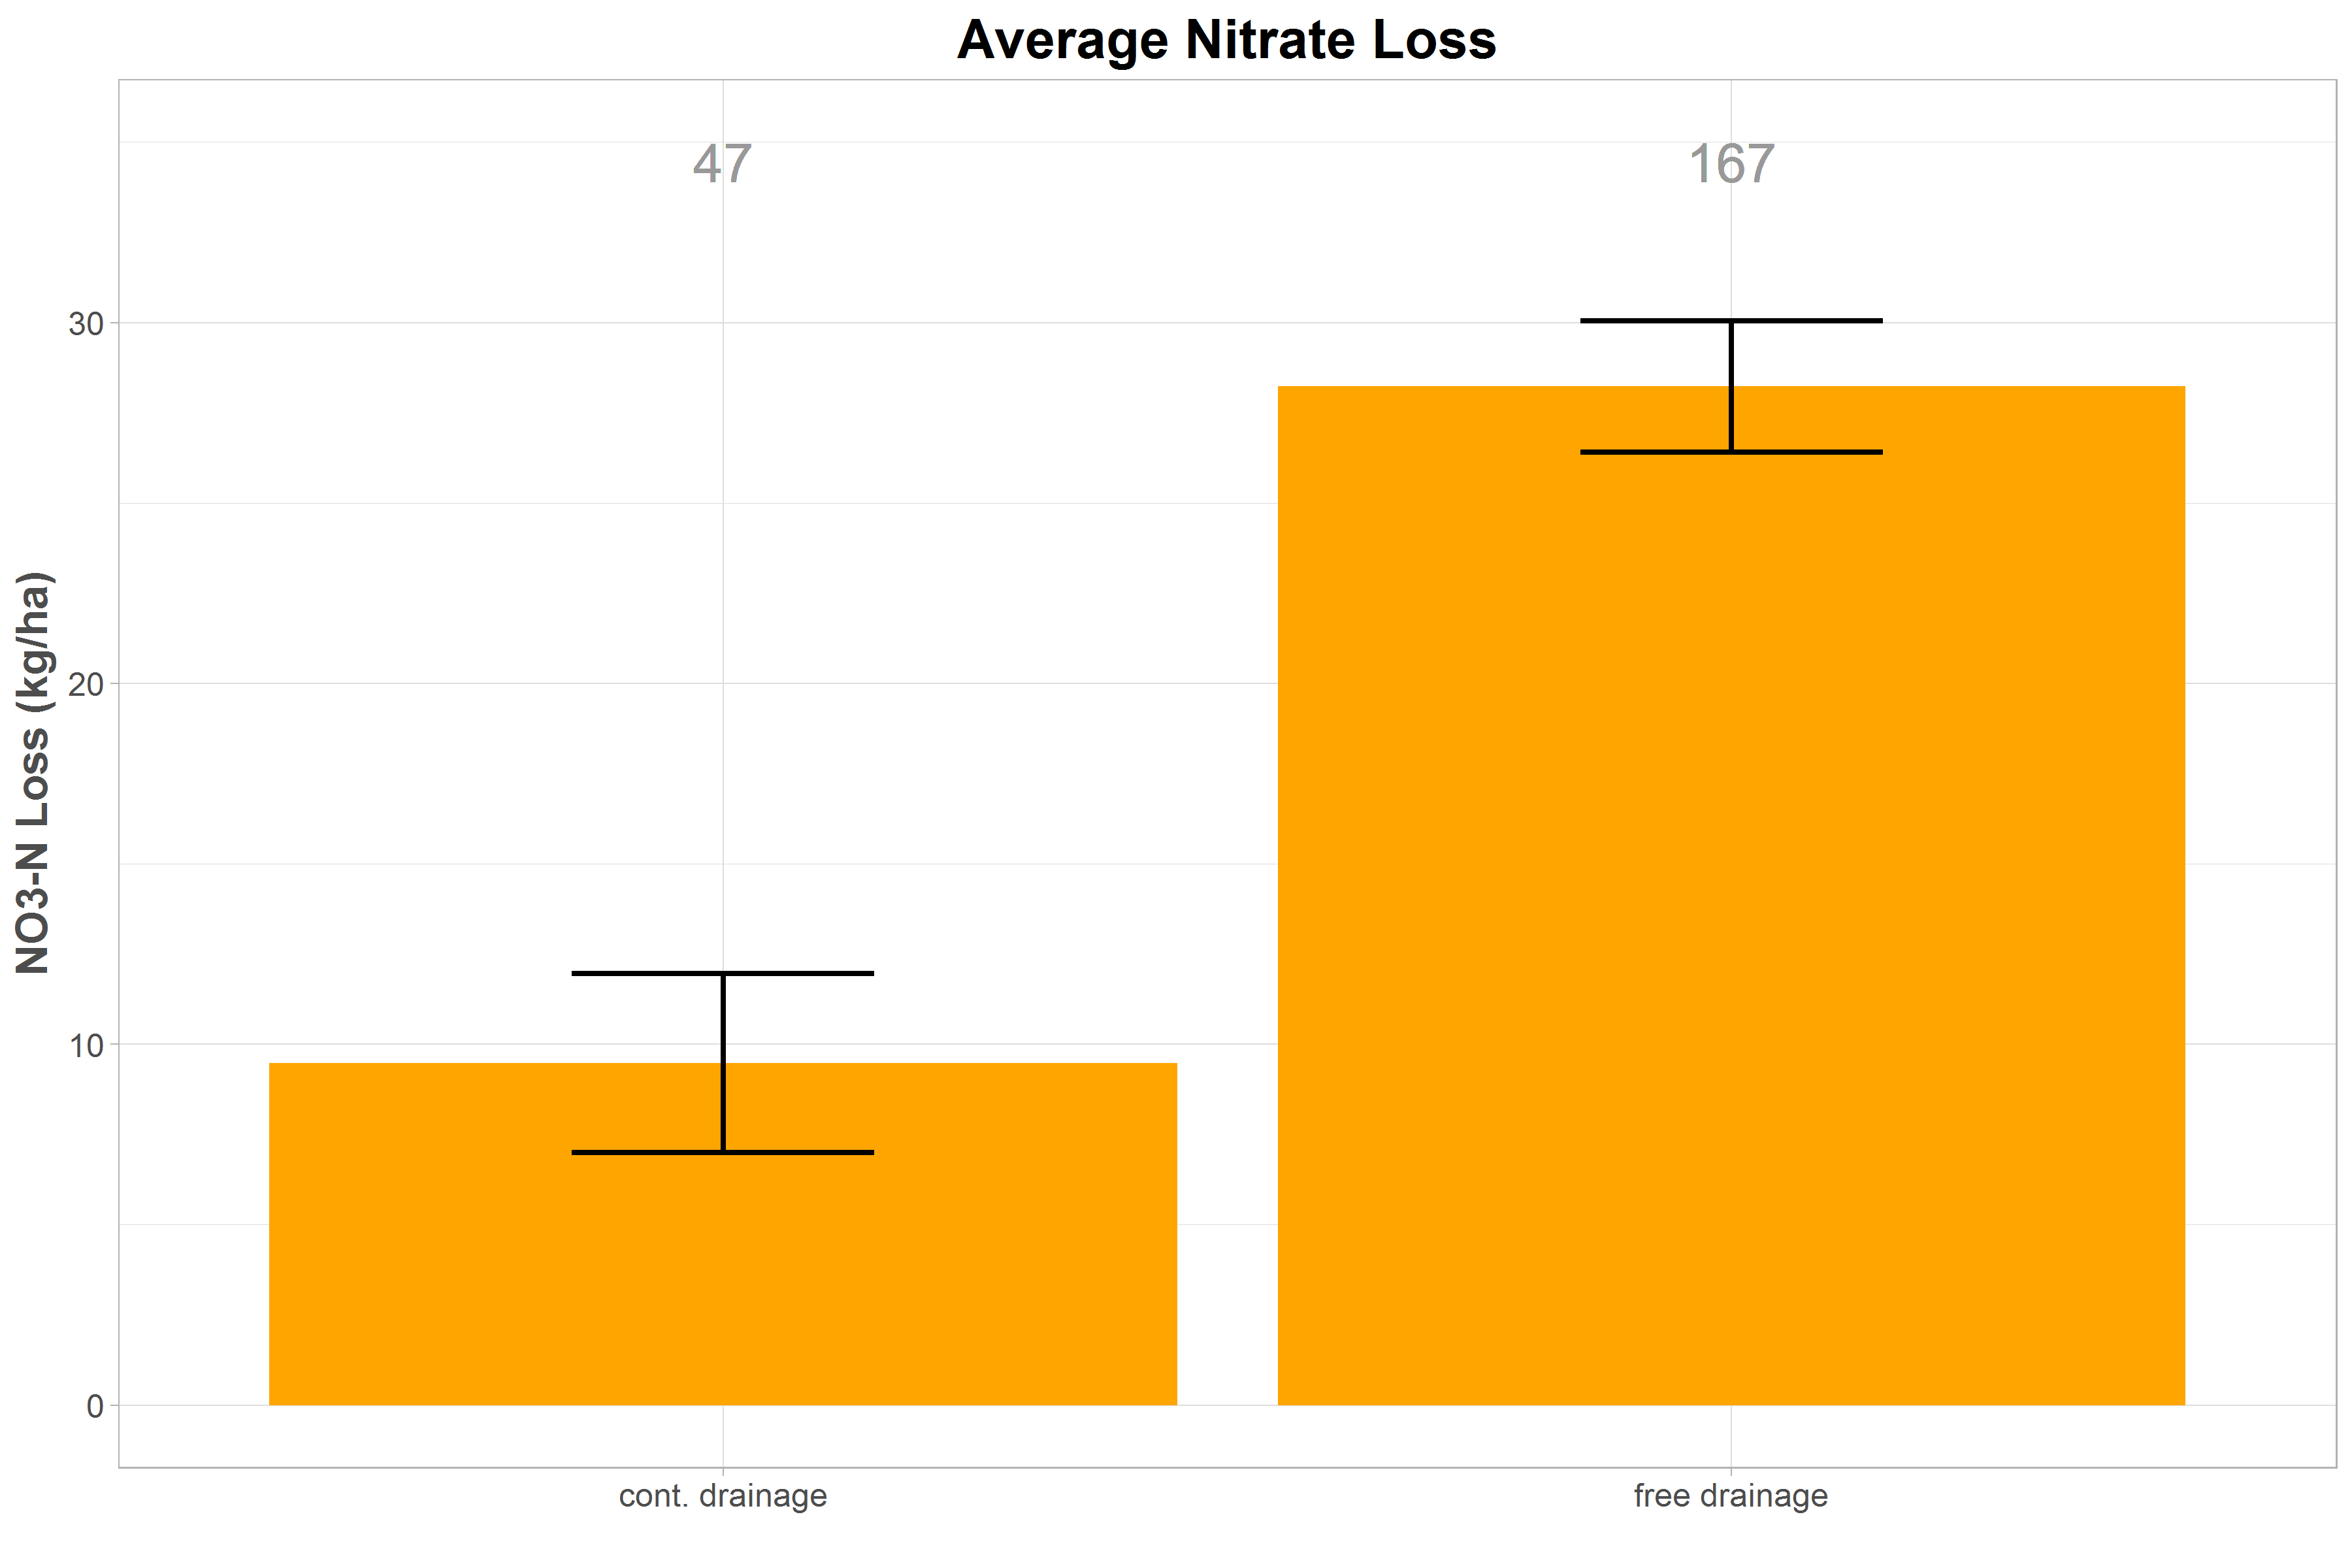 Average Nitrate Loss
47
167
NO3-N Loss (kg/ha)
30
20
10
0
cont. drainage
free drainage